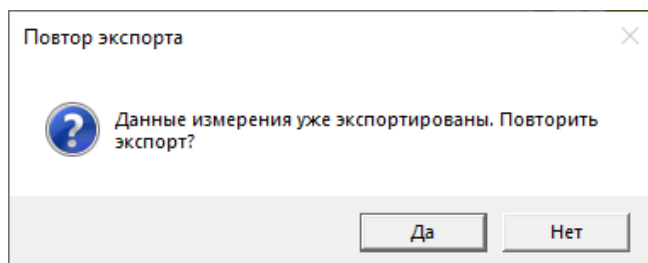 Повтор экспорта
Данные измерения уже экспортированы. Повторить
экспорт?
Да
Нет